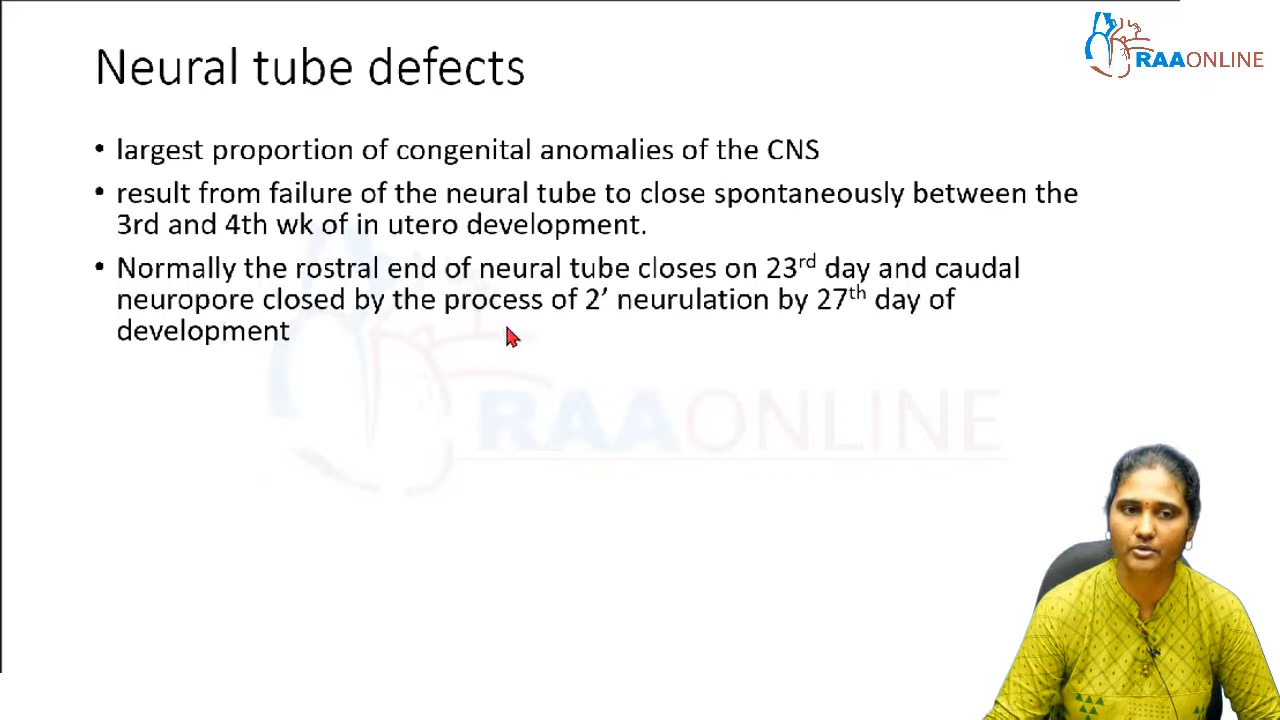 RAAONLINE
Neural tube defects
• largest proportion of congenital anomalies of the CNS
• result from failure of the neural tube to close spontaneously between the
3rd and 4th wk of in utero development.
• Normally the rostral end of neural tube closes on 23rd day and caudal
neuropore closed by the process of 2’ neurulation by 27th day of
development
RAAONLINE